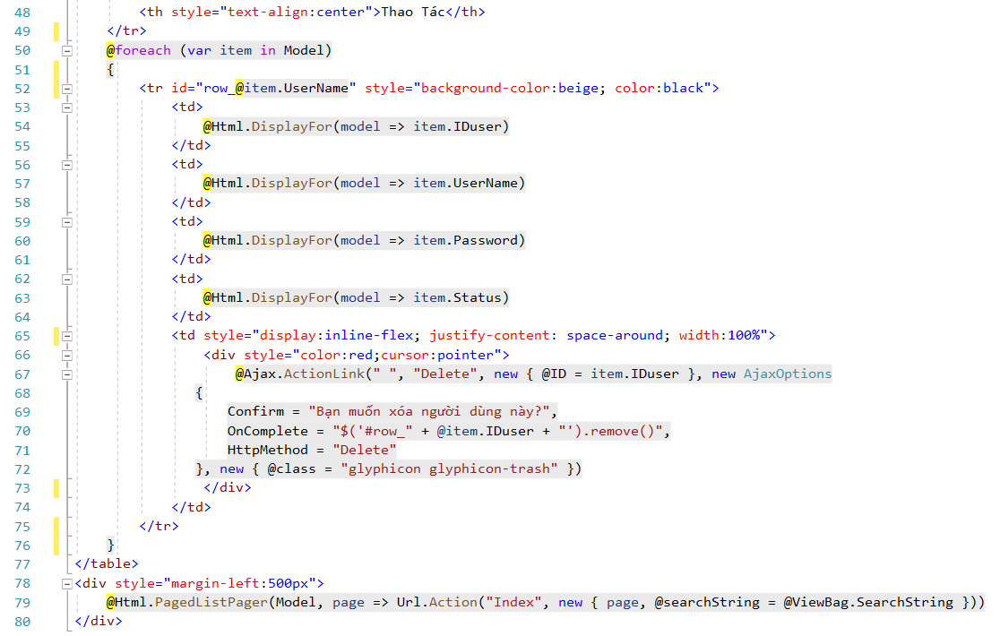 48 <th style="text-align:center">Thao Tác</th>
49 </tr>
50 @foreach (var item in Model)
51 {
52 <tr id="row_@item.UserName" style="background-color:beige; color:black">
53 <td>
54 @Html.DisplayFor(model => item.IDuser)
55 </td>
56 <td>
57 @Html.DisplayFor(model => item.UserName)
58 </td>
59 <td>
60 @Html.DisplayFor(model => item.Password)
61 </td>
62 <td>
63 @Html.DisplayFor(model => item.Status)
64 </td>
65 <td style="display:inline-flex; justify-content: space-around; width:100%">
66 <div style="color:red;cursor:pointer">
67 @Ajax.ActionLink(" ", "Delete", new { @ID = item.IDuser }, new AjaxOptions
68 {
69 Confirm = "Bạn muốn xóa người dùng này?",
70 OnComplete = "$('#row_" + @item.IDuser + "').remove()",
71 HttpMethod = "Delete"
72 }, new { @class = "glyphicon glyphicon-trash" })
73 </div>
74 </td>
75 </tr>
76 }
77 </table>
78 <div style="margin-left:500px">
79 @Html.PagedListPager(Model, page => Url.Action("Index", new { page, @searchString = @ViewBag.SearchString }))
80 </div>